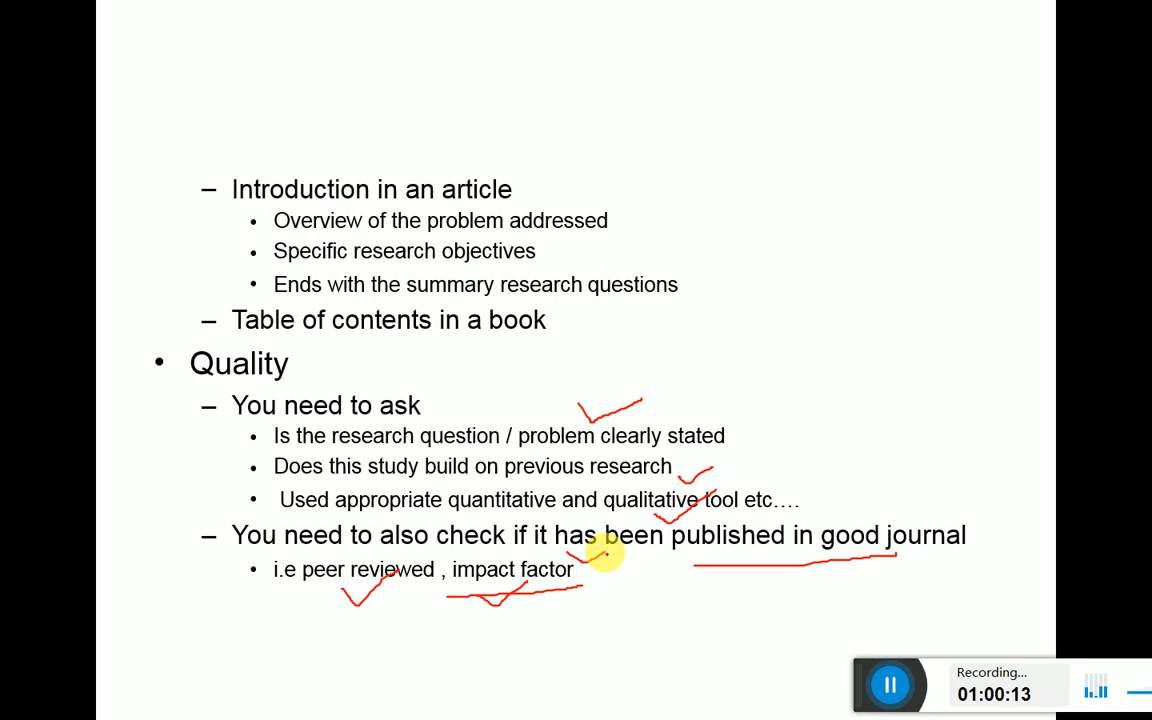 – Introduction in an article
• Overview of the problem addressed
• Specific research objectives
• Ends with the summary research questions
– Table of contents in a book
• Quality
– You need to ask
• Is the research question / problem clearly stated
• Does this study build on previous research
• Used appropriate quantitative and qualitative tool etc….
– You need to also check if it has been published in good journal
• i.e peer reviewed , impact factor
Recording...
01:00:13